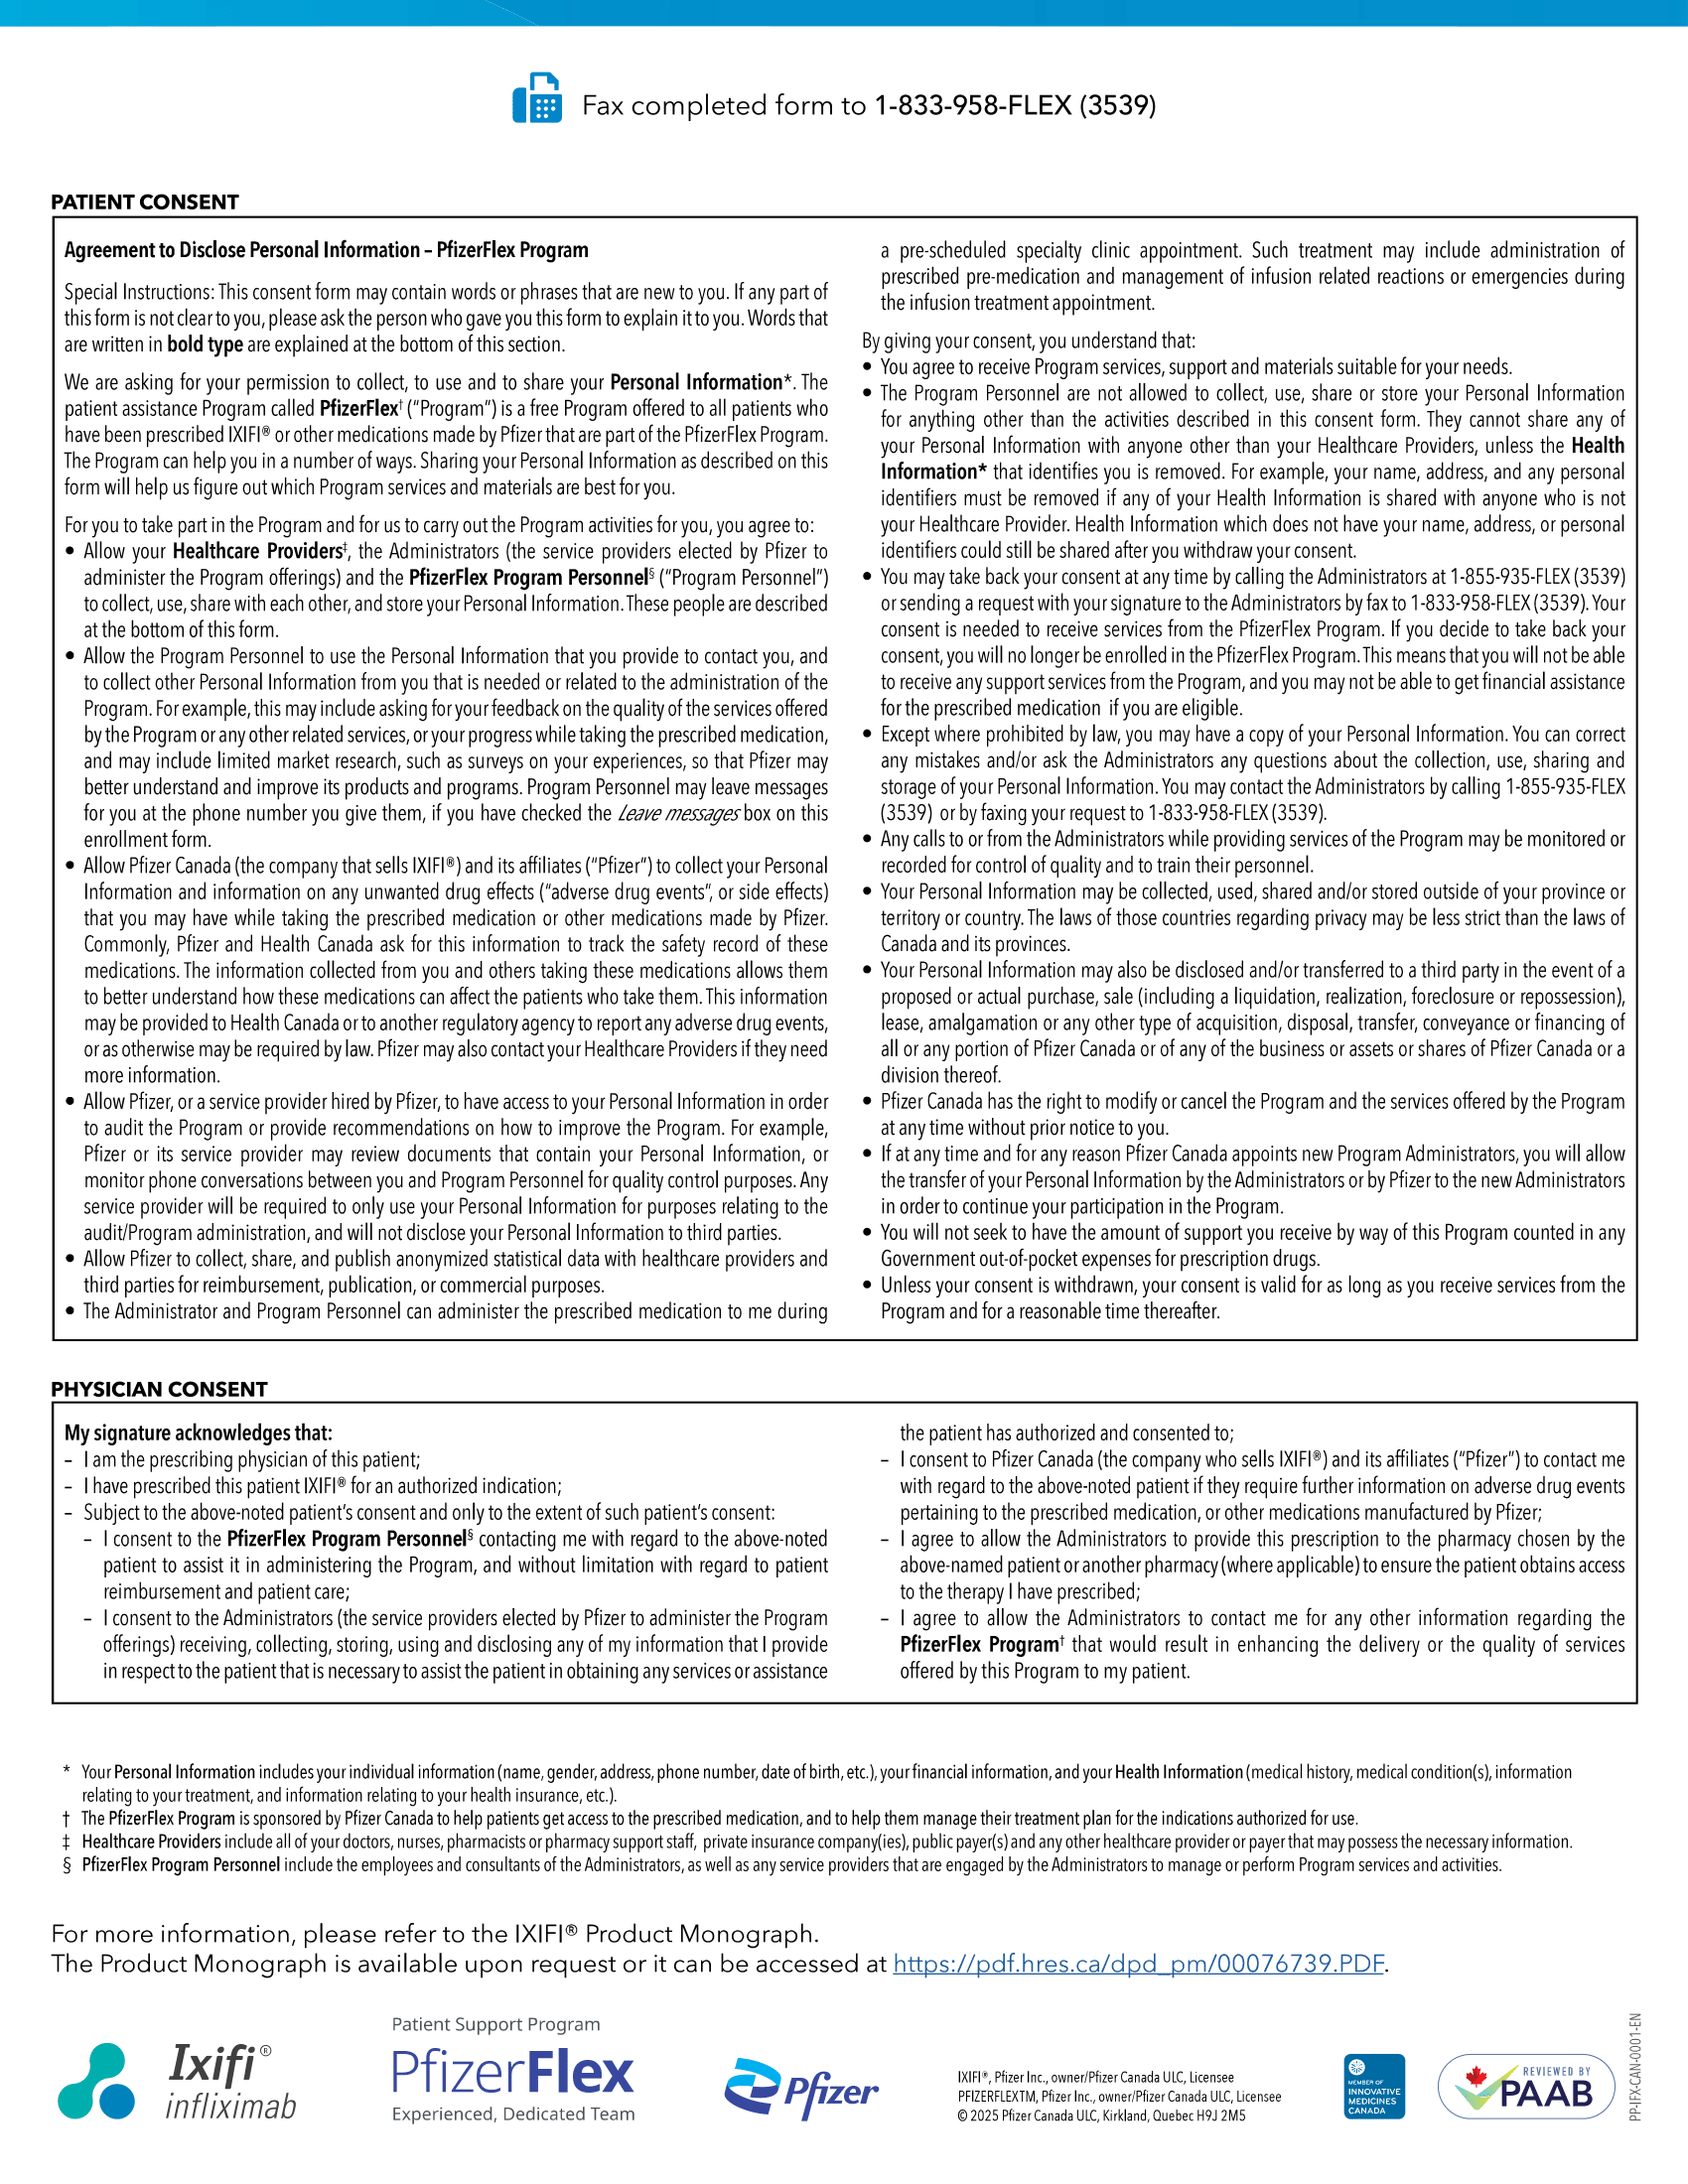 Fax completed form to 1-833-958-FLEX (3539)
PATIENT CONSENT
Agreement to Disclose Personal Information – PfizerFlex Program
Special Instructions: This consent form may contain words or phrases that are new to you. If any part of
this form is not clear to you, please ask the person who gave you this form to explain it to you. Words that
are written in bold type are explained at the bottom of this section.
We are asking for your permission to collect, to use and to share your Personal Information*. The
patient assistance Program called PfizerFlex† (“Program”) is a free Program offered to all patients who
have been prescribed IXIFI® or other medications made by Pfizer that are part of the PfizerFlex Program.
The Program can help you in a number of ways. Sharing your Personal Information as described on this
form will help us figure out which Program services and materials are best for you.
For you to take part in the Program and for us to carry out the Program activities for you, you agree to:
• Allow your Healthcare Providers‡, the Administrators (the service providers elected by Pfizer to
administer the Program offerings) and the PfizerFlex Program Personnel§ (“Program Personnel”)
to collect, use, share with each other, and store your Personal Information. These people are described
at the bottom of this form.
• Allow the Program Personnel to use the Personal Information that you provide to contact you, and
to collect other Personal Information from you that is needed or related to the administration of the
Program. For example, this may include asking for your feedback on the quality of the services offered
by the Program or any other related services, or your progress while taking the prescribed medication,
and may include limited market research, such as surveys on your experiences, so that Pfizer may
better understand and improve its products and programs. Program Personnel may leave messages
for you at the phone number you give them, if you have checked the Leave messages box on this
enrollment form.
• Allow Pfizer Canada (the company that sells IXIFI®) and its affiliates (“Pfizer”) to collect your Personal
Information and information on any unwanted drug effects (“adverse drug events”, or side effects)
that you may have while taking the prescribed medication or other medications made by Pfizer.
Commonly, Pfizer and Health Canada ask for this information to track the safety record of these
medications. The information collected from you and others taking these medications allows them
to better understand how these medications can affect the patients who take them. This information
may be provided to Health Canada or to another regulatory agency to report any adverse drug events,
or as otherwise may be required by law. Pfizer may also contact your Healthcare Providers if they need
more information.
• Allow Pfizer, or a service provider hired by Pfizer, to have access to your Personal Information in order
to audit the Program or provide recommendations on how to improve the Program. For example,
Pfizer or its service provider may review documents that contain your Personal Information, or
monitor phone conversations between you and Program Personnel for quality control purposes. Any
service provider will be required to only use your Personal Information for purposes relating to the
audit/Program administration, and will not disclose your Personal Information to third parties.
• Allow Pfizer to collect, share, and publish anonymized statistical data with healthcare providers and
third parties for reimbursement, publication, or commercial purposes.
• The Administrator and Program Personnel can administer the prescribed medication to me during
a pre-scheduled specialty clinic appointment. Such treatment may include administration of
prescribed pre-medication and management of infusion related reactions or emergencies during
the infusion treatment appointment.
By giving your consent, you understand that:
• You agree to receive Program services, support and materials suitable for your needs.
• The Program Personnel are not allowed to collect, use, share or store your Personal Information
for anything other than the activities described in this consent form. They cannot share any of
your Personal Information with anyone other than your Healthcare Providers, unless the Health
Information* that identifies you is removed. For example, your name, address, and any personal
identifiers must be removed if any of your Health Information is shared with anyone who is not
your Healthcare Provider. Health Information which does not have your name, address, or personal
identifiers could still be shared after you withdraw your consent.
• You may take back your consent at any time by calling the Administrators at 1-855-935-FLEX (3539)
or sending a request with your signature to the Administrators by fax to 1-833-958-FLEX (3539). Your
consent is needed to receive services from the PfizerFlex Program. If you decide to take back your
consent, you will no longer be enrolled in the PfizerFlex Program. This means that you will not be able
to receive any support services from the Program, and you may not be able to get financial assistance
for the prescribed medication if you are eligible.
• Except where prohibited by law, you may have a copy of your Personal Information. You can correct
any mistakes and/or ask the Administrators any questions about the collection, use, sharing and
storage of your Personal Information. You may contact the Administrators by calling 1-855-935-FLEX
(3539) or by faxing your request to 1-833-958-FLEX (3539).
• Any calls to or from the Administrators while providing services of the Program may be monitored or
recorded for control of quality and to train their personnel.
• Your Personal Information may be collected, used, shared and/or stored outside of your province or
territory or country. The laws of those countries regarding privacy may be less strict than the laws of
Canada and its provinces.
• Your Personal Information may also be disclosed and/or transferred to a third party in the event of a
proposed or actual purchase, sale (including a liquidation, realization, foreclosure or repossession),
lease, amalgamation or any other type of acquisition, disposal, transfer, conveyance or financing of
all or any portion of Pfizer Canada or of any of the business or assets or shares of Pfizer Canada or a
division thereof.
• Pfizer Canada has the right to modify or cancel the Program and the services offered by the Program
at any time without prior notice to you.
• If at any time and for any reason Pfizer Canada appoints new Program Administrators, you will allow
the transfer of your Personal Information by the Administrators or by Pfizer to the new Administrators
in order to continue your participation in the Program.
• You will not seek to have the amount of support you receive by way of this Program counted in any
Government out-of-pocket expenses for prescription drugs.
• Unless your consent is withdrawn, your consent is valid for as long as you receive services from the
Program and for a reasonable time thereafter.
PHYSICIAN CONSENT
My signature acknowledges that:
– I am the prescribing physician of this patient;
– I have prescribed this patient IXIFI® for an authorized indication;
– Subject to the above-noted patient’s consent and only to the extent of such patient’s consent:
– I consent to the PfizerFlex Program Personnel§ contacting me with regard to the above-noted
patient to assist it in administering the Program, and without limitation with regard to patient
reimbursement and patient care;
– I consent to the Administrators (the service providers elected by Pfizer to administer the Program
offerings) receiving, collecting, storing, using and disclosing any of my information that I provide
in respect to the patient that is necessary to assist the patient in obtaining any services or assistance
the patient has authorized and consented to;
– I consent to Pfizer Canada (the company who sells IXIFI®) and its affiliates (“Pfizer”) to contact me
with regard to the above-noted patient if they require further information on adverse drug events
pertaining to the prescribed medication, or other medications manufactured by Pfizer;
– I agree to allow the Administrators to provide this prescription to the pharmacy chosen by the
above-named patient or another pharmacy (where applicable) to ensure the patient obtains access
to the therapy I have prescribed;
– I agree to allow the Administrators to contact me for any other information regarding the
PfizerFlex Program† that would result in enhancing the delivery or the quality of services
offered by this Program to my patient.
* Your Personal Information includes your individual information (name, gender, address, phone number, date of birth, etc.), your financial information, and your Health Information (medical history, medical condition(s), information
relating to your treatment, and information relating to your health insurance, etc.).
† The PfizerFlex Program is sponsored by Pfizer Canada to help patients get access to the prescribed medication, and to help them manage their treatment plan for the indications authorized for use.
‡ Healthcare Providers include all of your doctors, nurses, pharmacists or pharmacy support staff, private insurance company(ies), public payer(s) and any other healthcare provider or payer that may possess the necessary information.
§ PfizerFlex Program Personnel include the employees and consultants of the Administrators, as well as any service providers that are engaged by the Administrators to manage or perform Program services and activities.
For more information, please refer to the IXIFI® Product Monograph.
The Product Monograph is available upon request or it can be accessed at https://pdf.hres.ca/dpd_pm/00076739.PDF.
Ixifi®
infliximab
Patient Support Program
PfizerFlex
Experienced, Dedicated Team
Pfizer
IXIFI®, Pfizer Inc., owner/Pfizer Canada ULC, Licensee
PFIZERFLEXTM, Pfizer Inc., owner/Pfizer Canada ULC, Licensee
© 2025 Pfizer Canada ULC, Kirkland, Quebec H9J 2M5
MEMBER OF
INNOVATIVE
MEDICINES
CANADA
REVIEWED BY
PAAB
PP-IFX-CAN-0001-EN